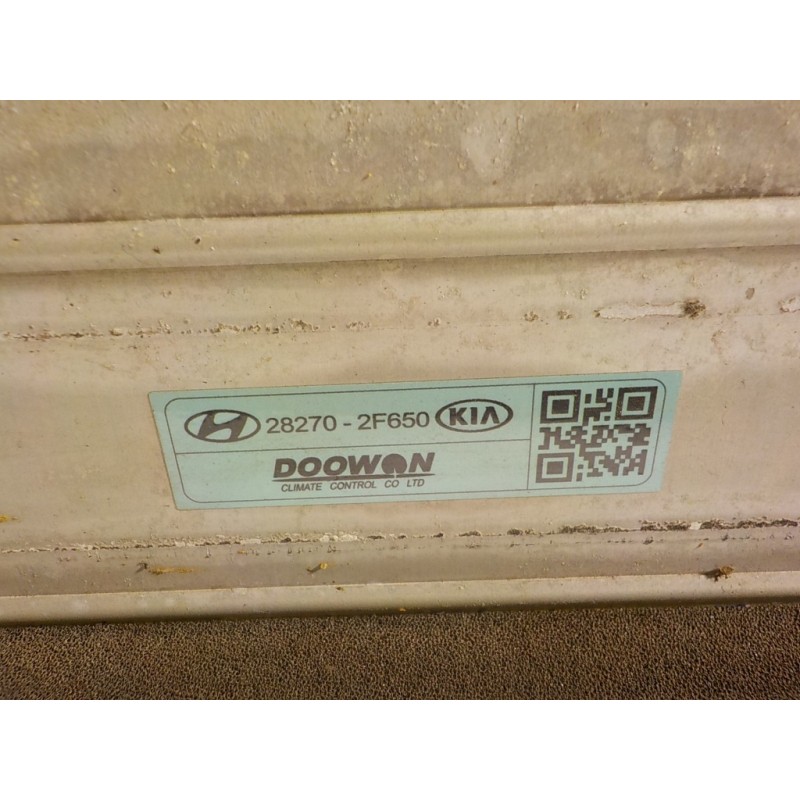 28270 - 2F650 KIA
DOOWON
CLIMATE CONTROL CO LTD